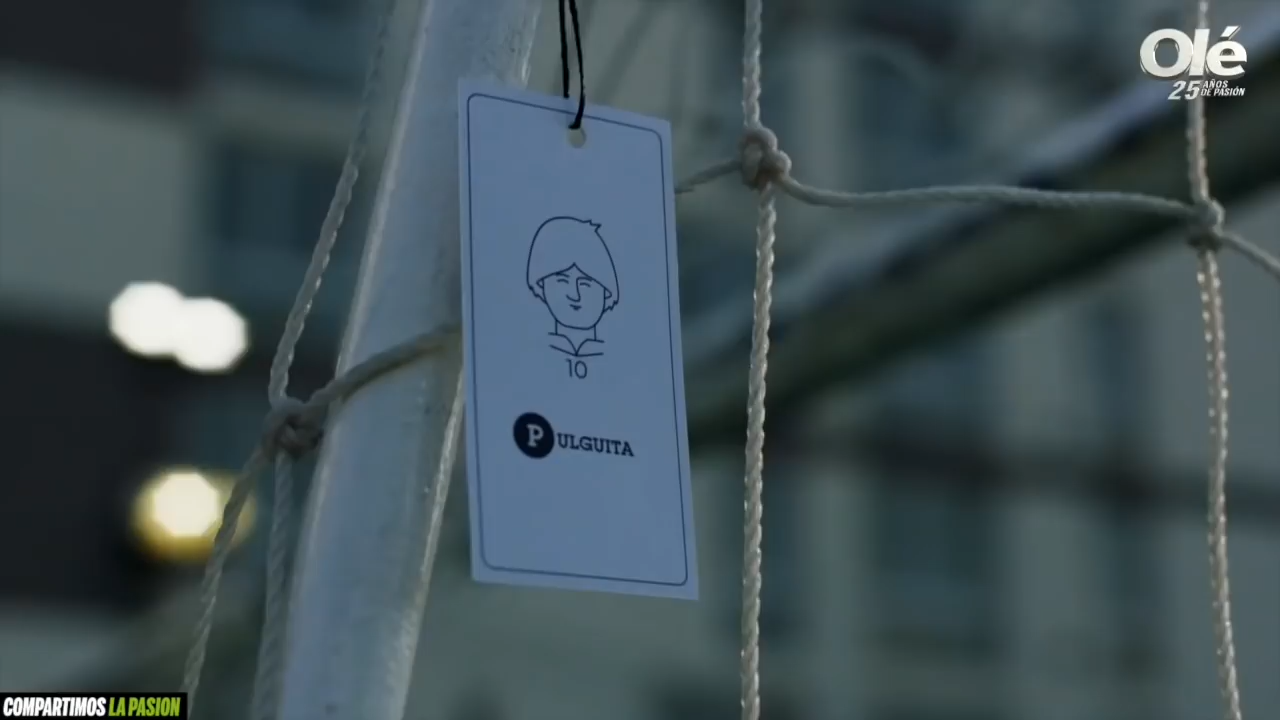 Olé
25 AÑOS
DE PASIÓN
10
PULGUITA
COMPARTIMOS LA PASION